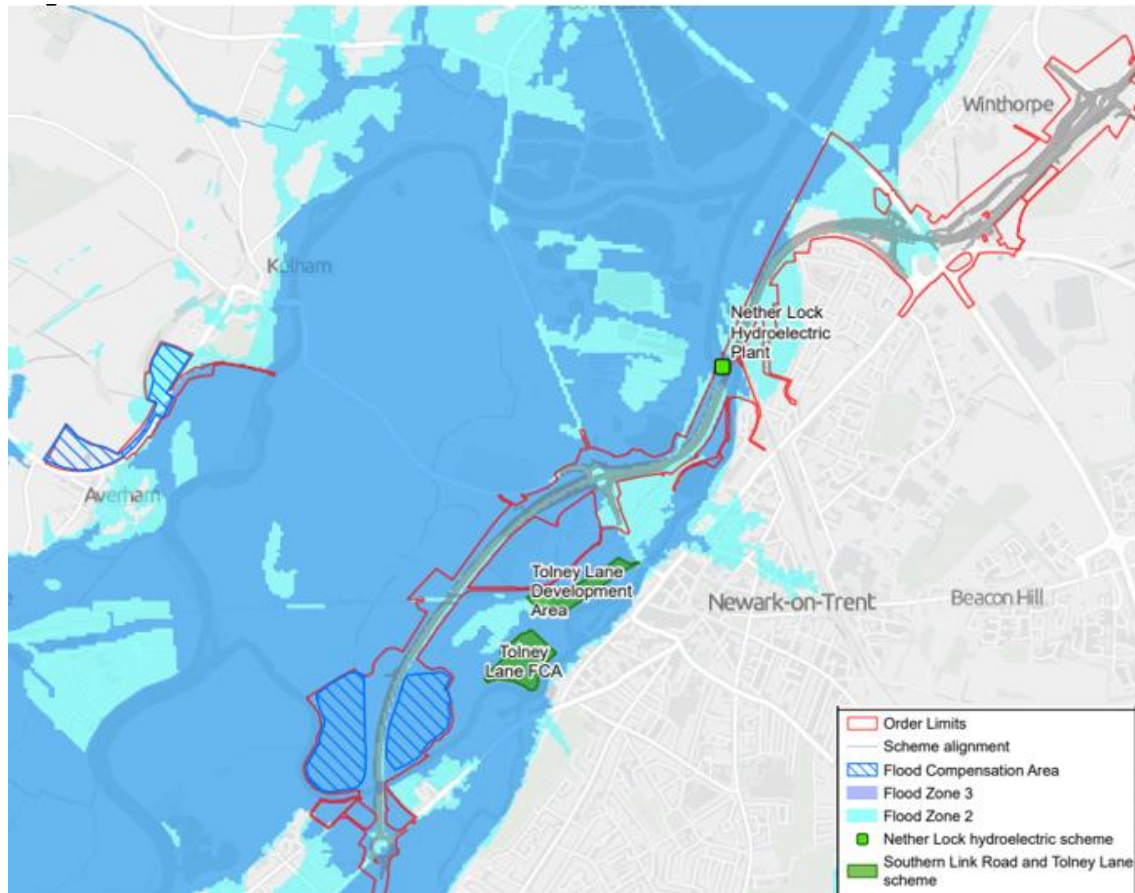 Winthorpe
Kelham
Nether Lock
Hydroelectric
Plant
Averham
Tolney Lane
Development
Area
Newark-on-Trent
Beacon Hill
Tolney
Lane FCA
Order Limits
Scheme alignment
Flood Compensation Area
Flood Zone 3
Flood Zone 2
Nether Lock hydroelectric scheme
Southern Link Road and Tolney Lane
scheme